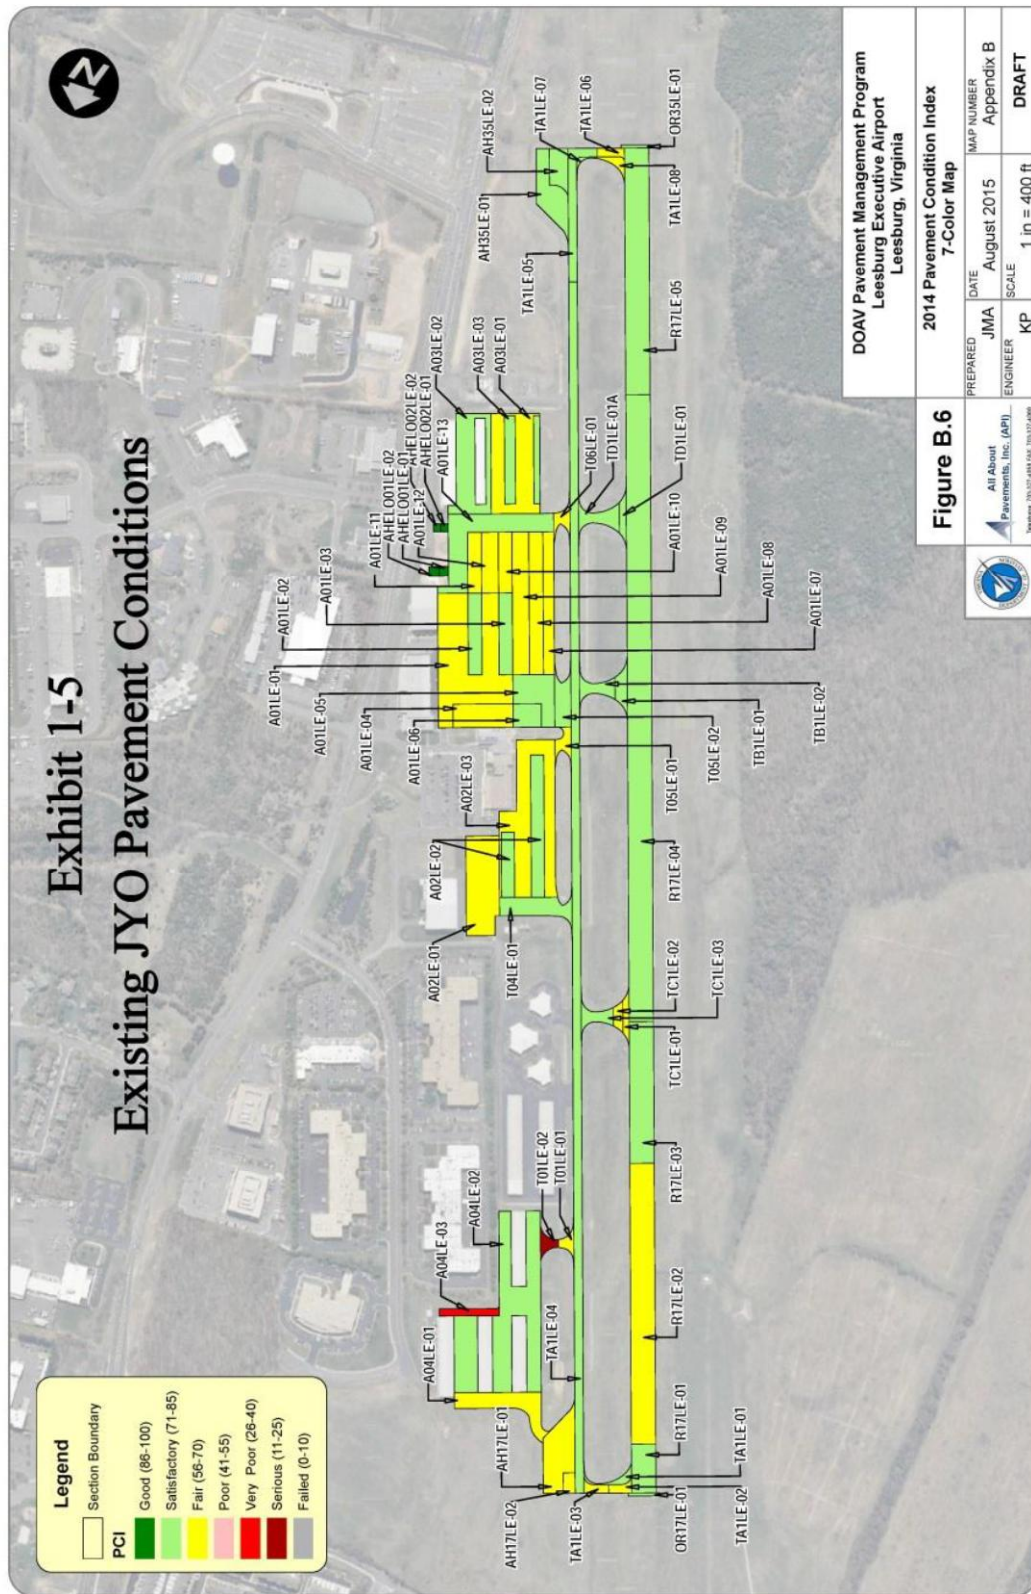 Exhibit 1-5
Existing JYO Pavement Conditions
Legend
Section Boundary
PCI
Good (86-100)
Satisfactory (71-85)
Fair (56-70)
Poor (41-55)
Very Poor (26-40)
Serious (11-25)
Failed (0-10)
A04LE-01
A04LE-03
A04LE-02
T01LE-02
T01LE-01
AH17LE-01
AH17LE-02
TA1LE-04
TA1LE-03
OR17LE-01
TA1LE-02
TA1LE-01
R17LE-01
R17LE-02
R17LE-03
TC1LE-01
TC1LE-02
TC1LE-03
R17LE-04
A02LE-01
A02LE-02
A02LE-03
T04LE-01
A01LE-01
A01LE-02
A01LE-03
A01LE-04
A01LE-05
A01LE-06
A01LE-11
AHELO01LE-02
AHELO01LE-01
A01LE-12
AHELO02LE-02
AHELO02LE-01
A01LE-13
A03LE-02
A03LE-03
A03LE-01
T05LE-01
T05LE-02
TB1LE-01
TB1LE-02
A01LE-07
A01LE-08
A01LE-09
A01LE-10
T06LE-01
TD1LE-01A
TD1LE-01
R17LE-05
TA1LE-05
AH35LE-01
AH35LE-02
TA1LE-07
TA1LE-06
TA1LE-08
OR35LE-01
N
DOAV Pavement Management Program
Leesburg Executive Airport
Leesburg, Virginia
Figure B.6
2014 Pavement Condition Index
7-Color Map
All About
Pavements, Inc. (API)
PREPARED
JMA
DATE
August 2015
MAP NUMBER
Appendix B
ENGINEER
KP
SCALE
1 in = 400 ft
DRAFT